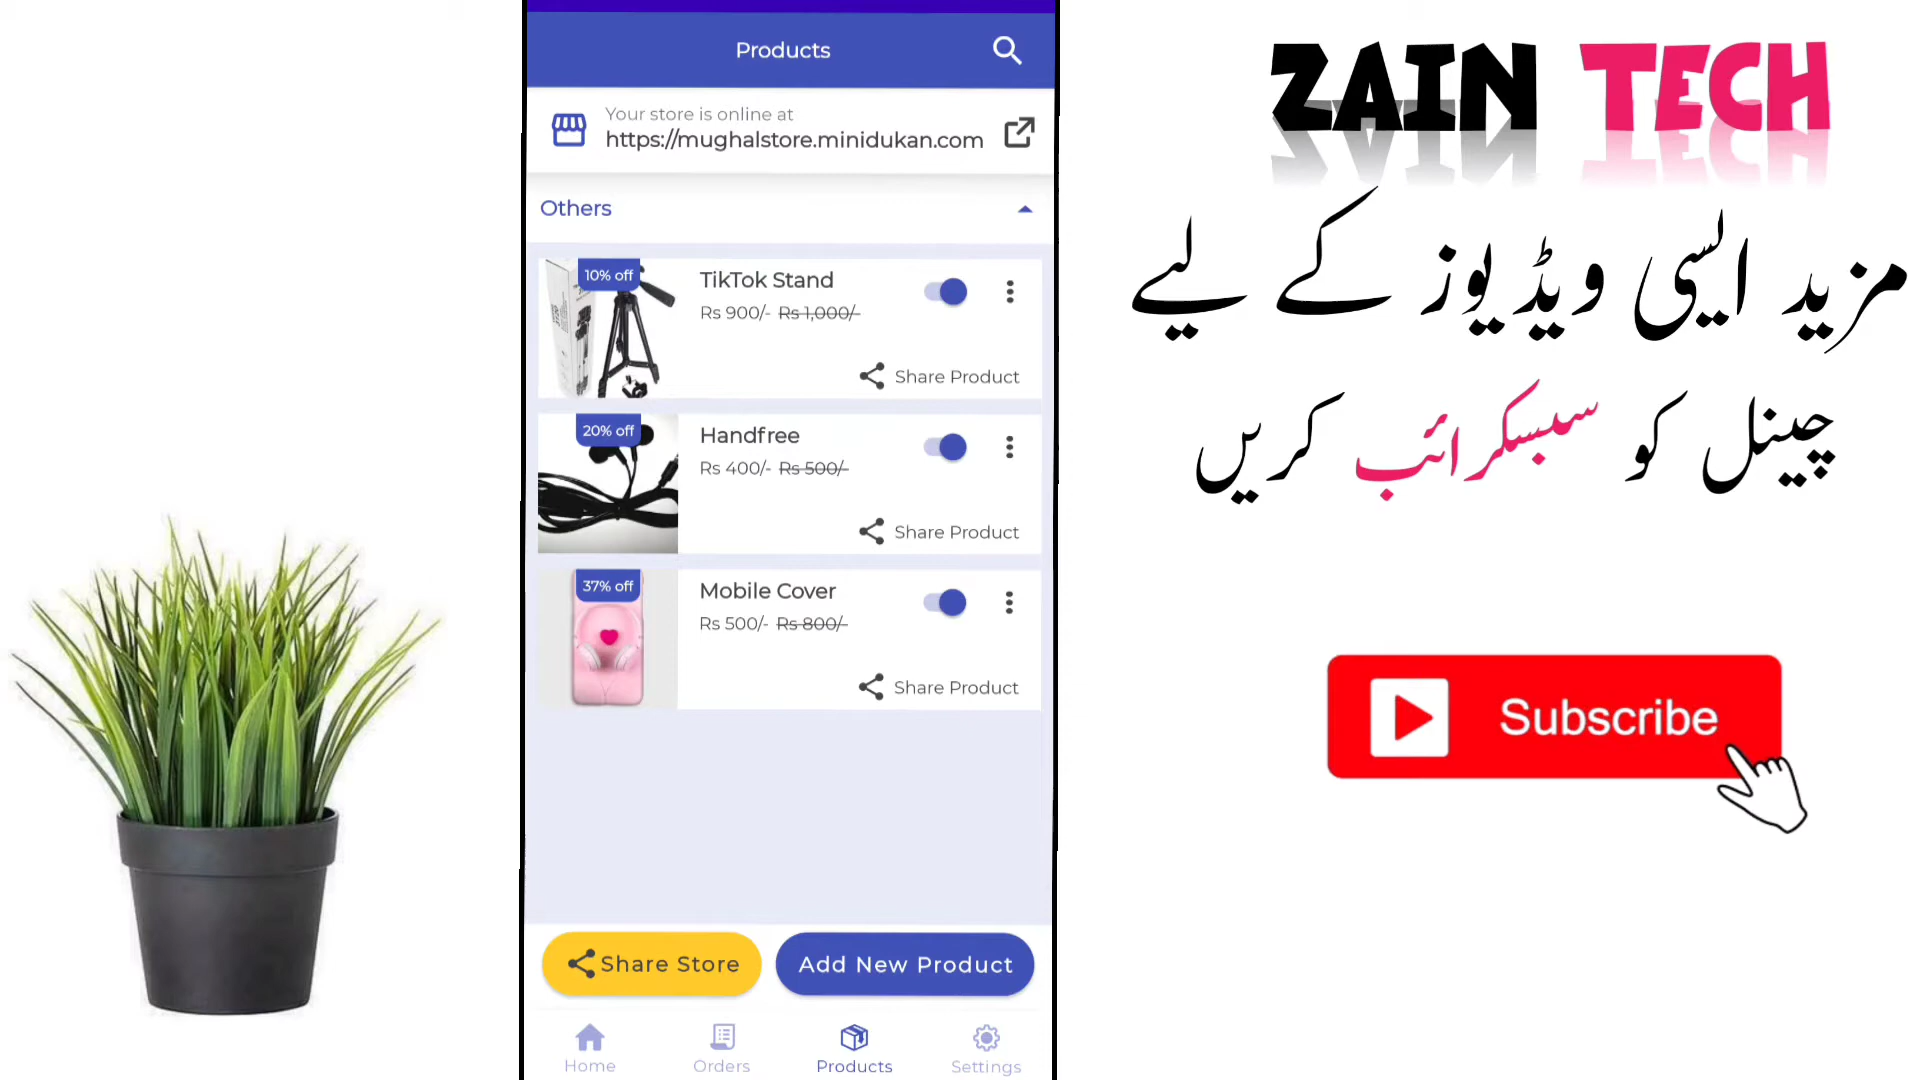 Products
Your store is online at
https://mughalstore.minidukan.com
Others
10% off
TikTok Stand
Rs 900/- Rs 1,000/-
Share Product
20% off
Handfree
Rs 400/- Rs 500/-
Share Product
37% off
Mobile Cover
Rs 500/- Rs 800/-
Share Product
Share Store
Add New Product
Home
Orders
Products
Settings
ZAIN TECH
مزید ایسی ویڈیوز کے لیے
چینل کو سبسکرائب کریں
Subscribe